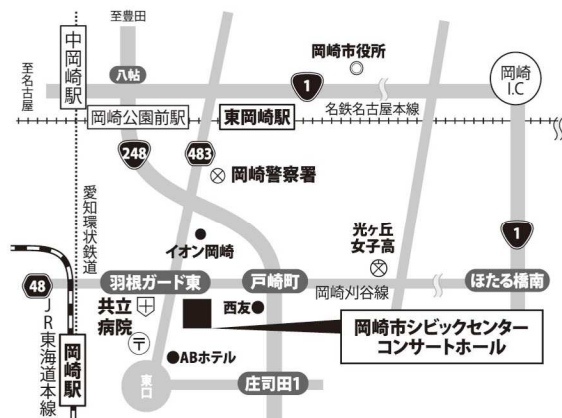 至豊田
中岡崎駅
至名古屋
八帖
岡崎市役所
1
岡崎
I.C
名鉄名古屋本線
岡崎公園前駅
東岡崎駅
248
483
岡崎警察署
愛知環状鉄道
イオン岡崎
光ヶ丘
女子高
1
48
羽根ガード東
戸崎町
岡崎刈谷線
ほたる橋南
JR東海道本線
岡崎駅
共立
病院
〒
西友
ABホテル
東口
庄司田1
岡崎市シビックセンター
コンサートホール